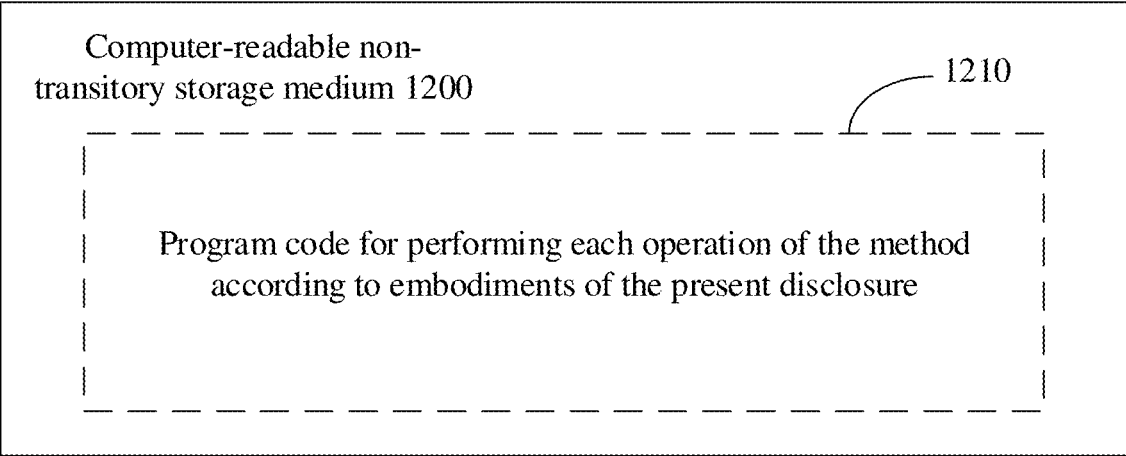 Computer-readable non-
transitory storage medium 1200
1210
Program code for performing each operation of the method
according to embodiments of the present disclosure